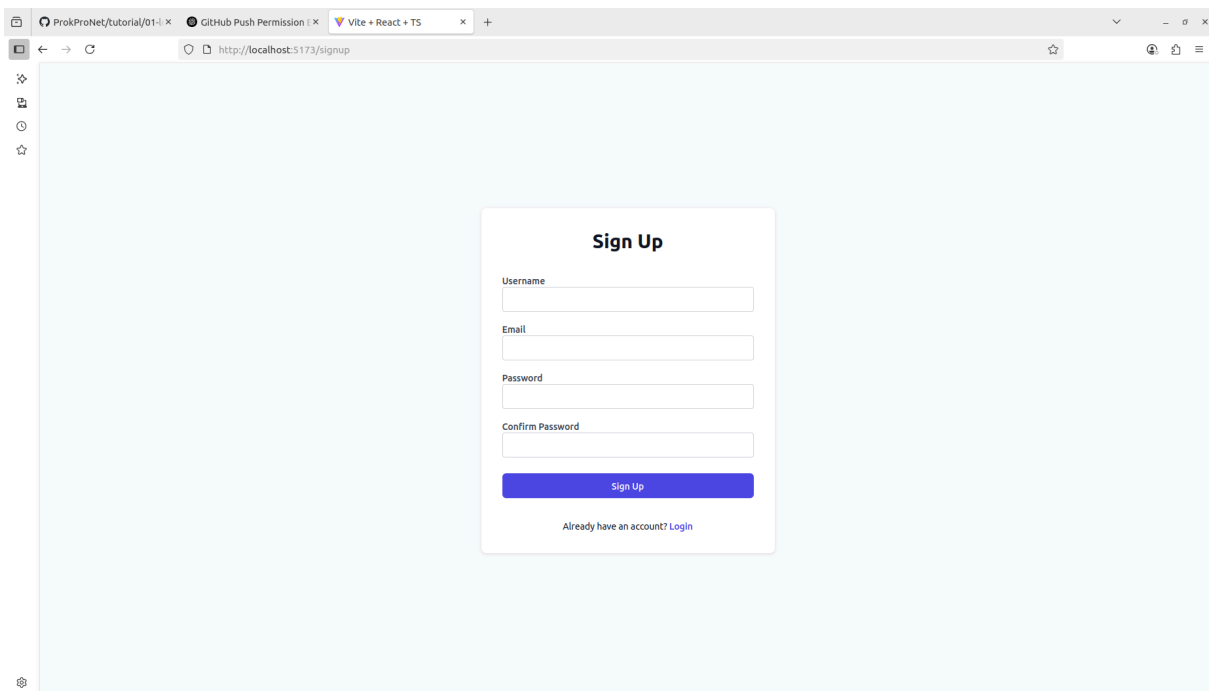 ProkProNet/tutorial/01-l
GitHub Push Permission E
Vite + React + TS
http://localhost:5173/signup
Sign Up
Username
Email
Password
Confirm Password
Sign Up
Already have an account? Login